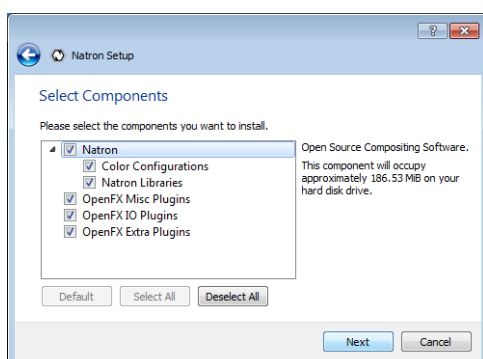 Natron Setup
Select Components
Please select the components you want to install.
Natron
Color Configurations
Natron Libraries
OpenFX Misc Plugins
OpenFX IO Plugins
OpenFX Extra Plugins
Open Source Compositing Software.
This component will occupy
approximately 186.53 MiB on your
hard disk drive.
Default
Select All
Deselect All
Next
Cancel